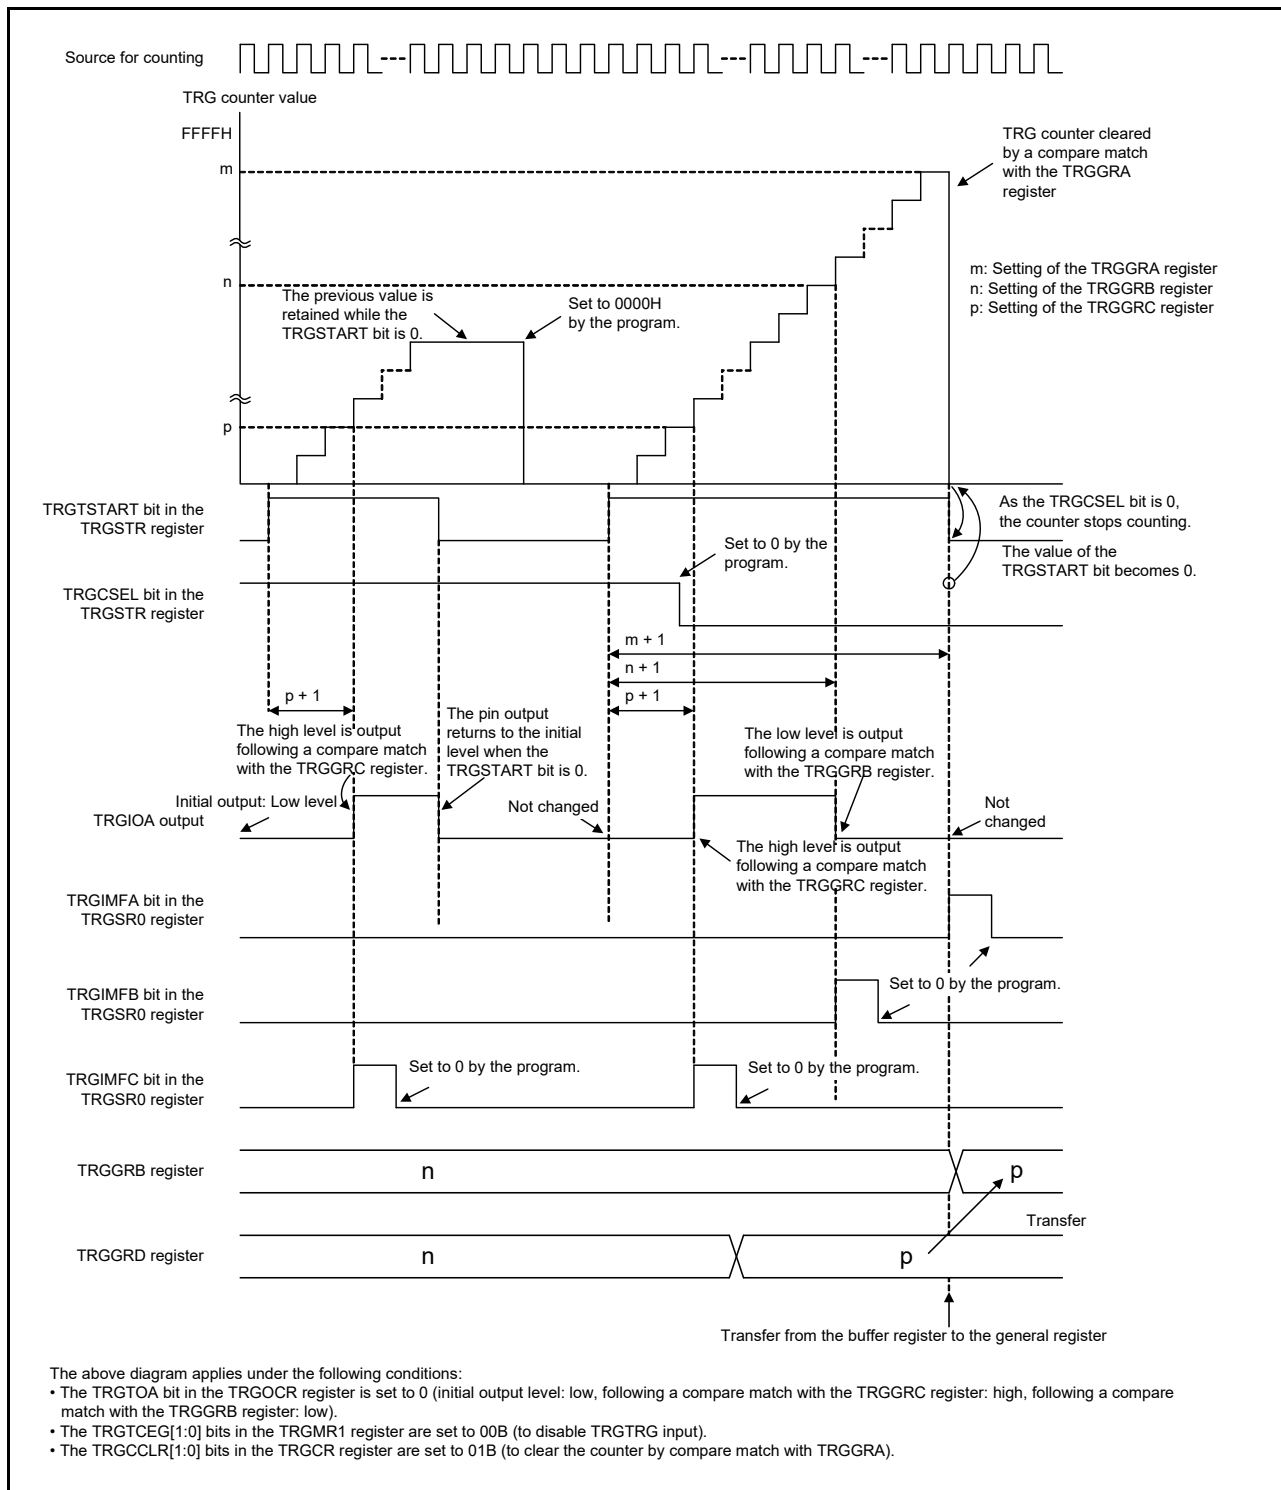 Source for counting
TRG counter value
FFFFH
TRG counter cleared
by a compare match
with the TRGGRA
register
m
n
m: Setting of the TRGGRA register
n: Setting of the TRGGRB register
p: Setting of the TRGGRC register
The previous value is
retained while the
TRGSTART bit is 0.
Set to 0000H
by the program.
p
TRGTSTART bit in the
TRGSTR register
As the TRGCSEL bit is 0,
the counter stops counting.
The value of the
TRGSTART bit becomes 0.
Set to 0 by the
program.
TRGCSEL bit in the
TRGSTR register
m + 1
n + 1
p + 1
p + 1
The high level is output
following a compare match
with the TRGGRC register.
The pin output
returns to the initial
level when the
TRGSTART bit is 0.
The low level is output
following a compare match
with the TRGGRB register.
Initial output: Low level
TRGIOA output
Not changed
Not
changed
The high level is output
following a compare match
with the TRGGRC register.
TRGIMFA bit in the
TRGSR0 register
Set to 0 by the program.
TRGIMFB bit in the
TRGSR0 register
TRGIMFC bit in the
TRGSR0 register
Set to 0 by the program.
Set to 0 by the program.
TRGGRB register
n
p
Transfer
TRGGRD register
n
p
Transfer from the buffer register to the general register
The above diagram applies under the following conditions:
• The TRGTOA bit in the TRGOCR register is set to 0 (initial output level: low, following a compare match with the TRGGRC register: high, following a compare
match with the TRGGRB register: low).
• The TRGTCEG[1:0] bits in the TRGMR1 register are set to 00B (to disable TRGTRG input).
• The TRGCCLR[1:0] bits in the TRGCR register are set to 01B (to clear the counter by compare match with TRGGRA).